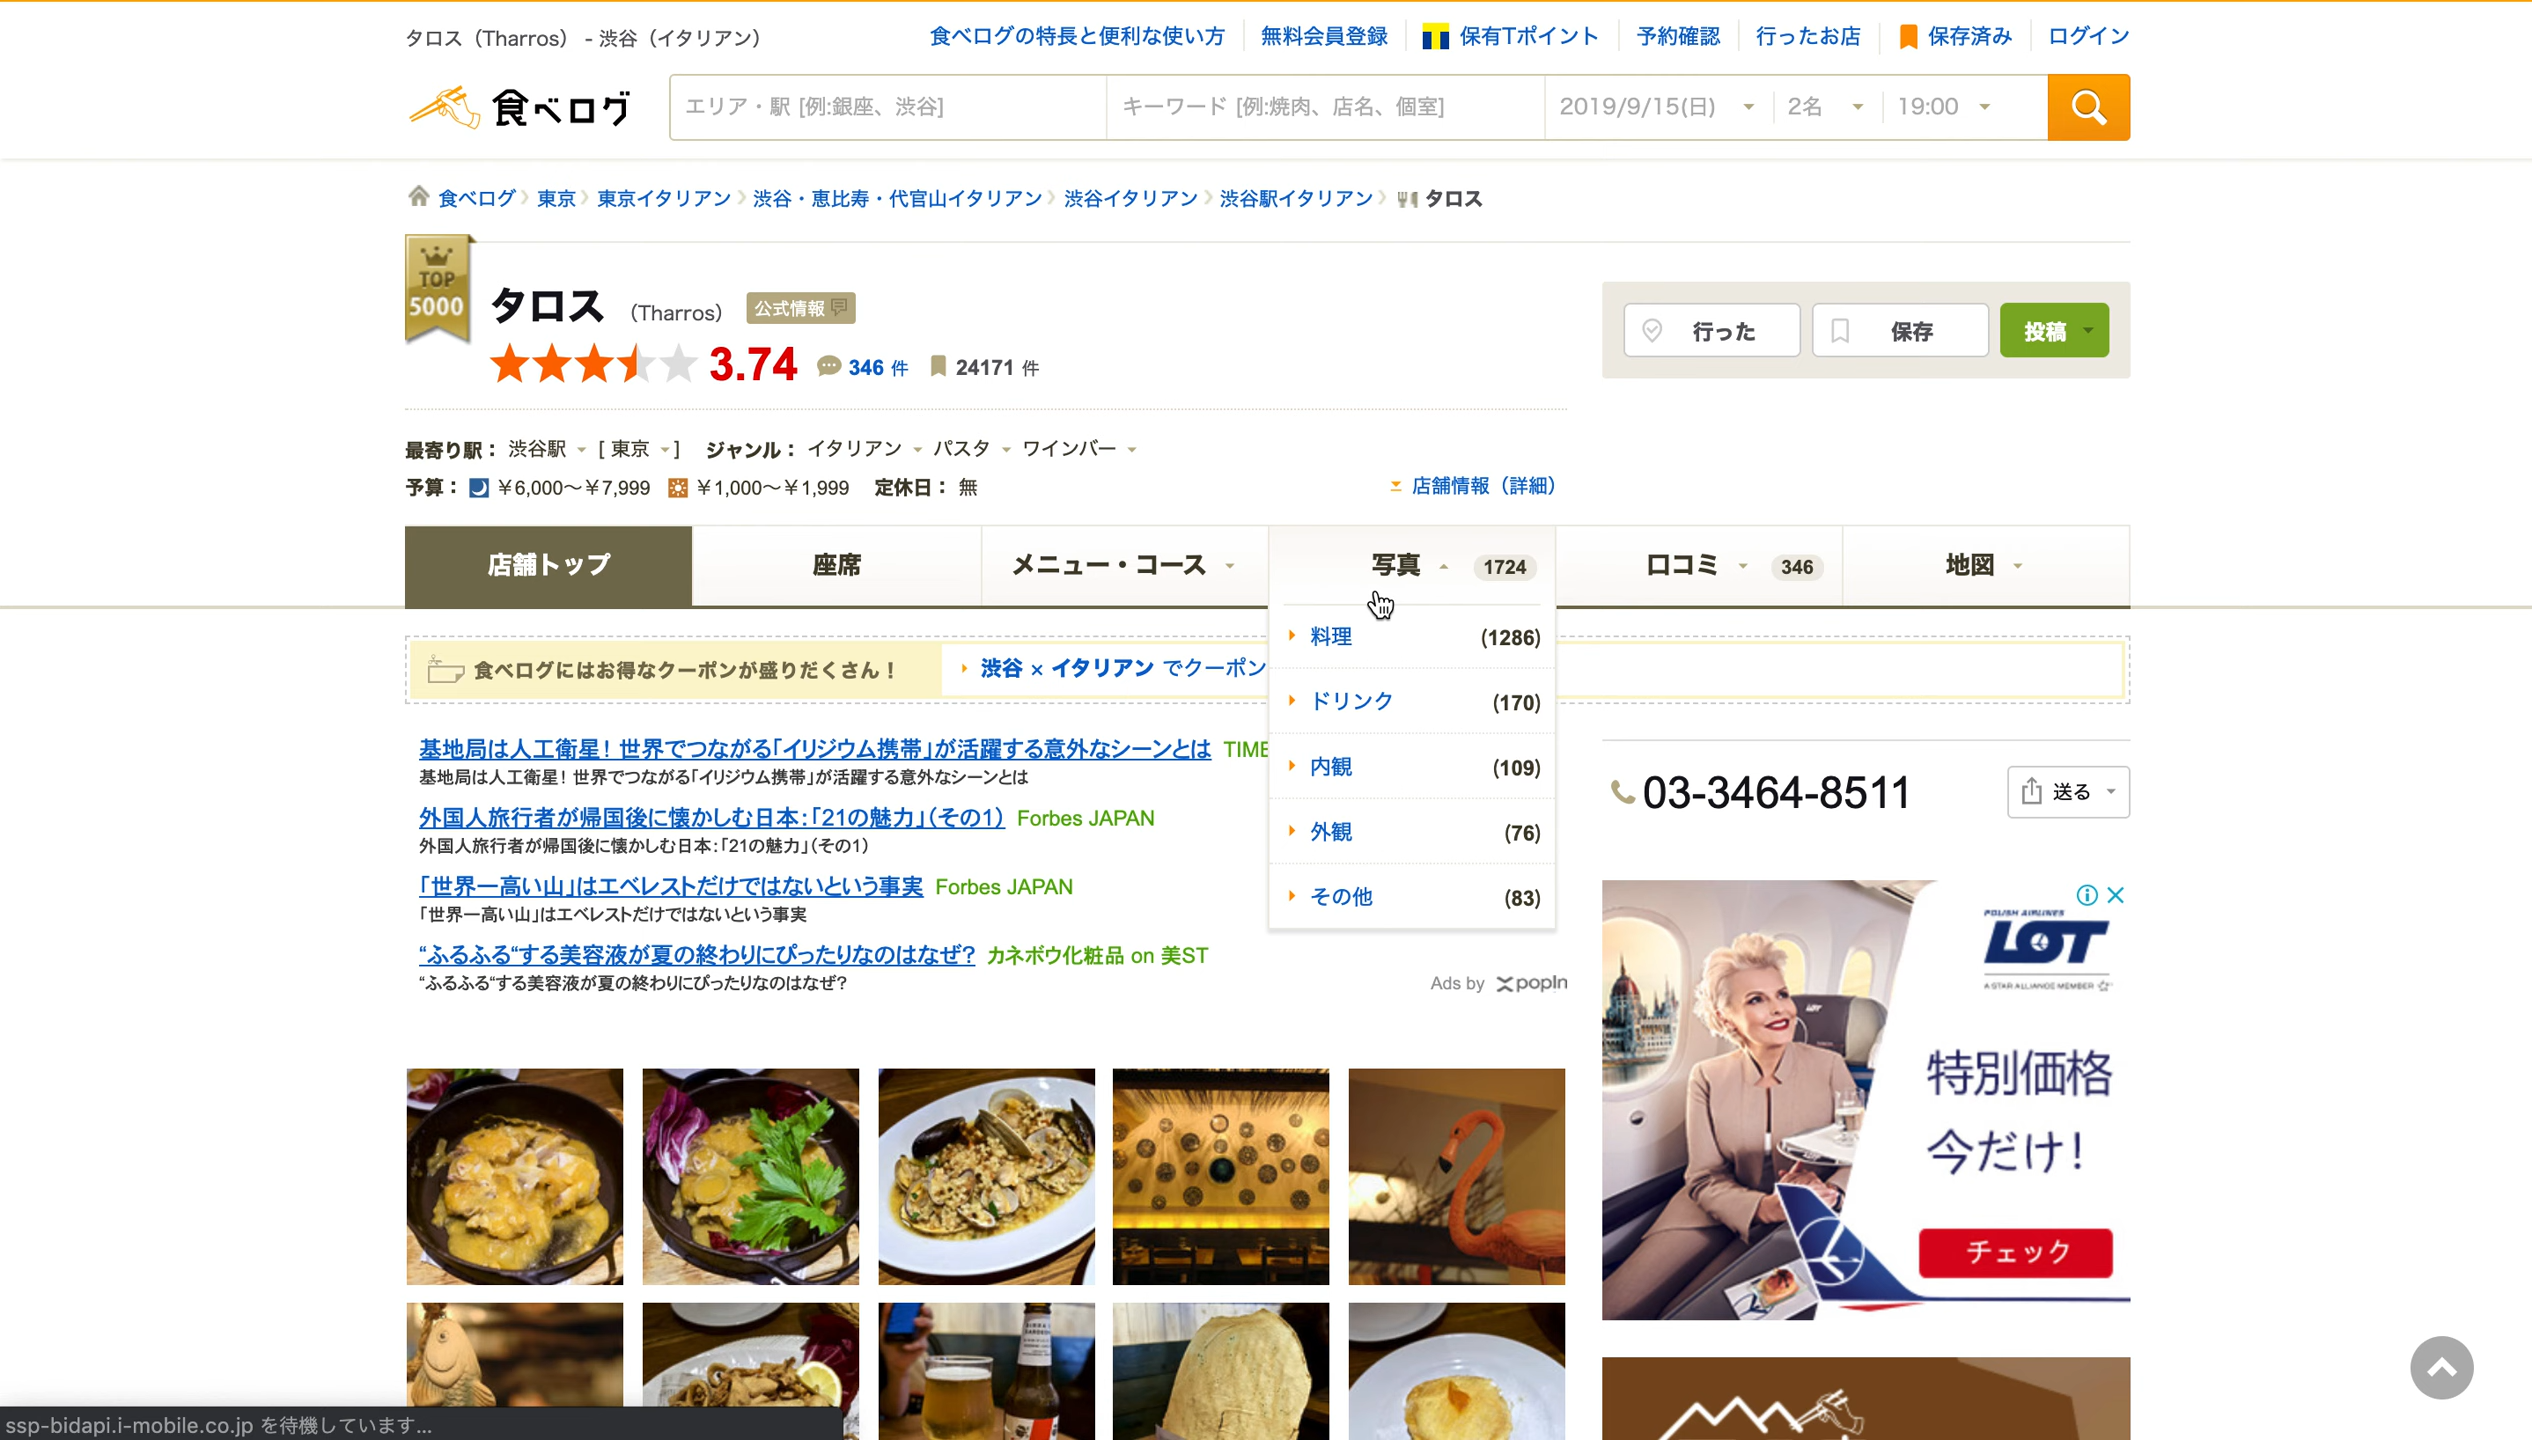 タロス（Tharros） - 渋谷（イタリアン）
食べログの特長と便利な使い方
無料会員登録
保有Tポイント
予約確認
行ったお店
保存済み
ログイン
食べログ
エリア・駅 [例:銀座、渋谷]
キーワード [例:焼肉、店名、個室]
2019/9/15(日)
2名
19:00
食べログ
東京
東京イタリアン
渋谷・恵比寿・代官山イタリアン
渋谷イタリアン
渋谷駅イタリアン
タロス
TOP
5000
タロス （Tharros） 公式情報
3.74 346 件 24171 件
行った
保存
投稿
最寄り駅： 渋谷駅 [ 東京 ] ジャンル： イタリアン パスタ ワインバー
予算： ￥6,000～￥7,999 ￥1,000～￥1,999 定休日： 無
店舗情報（詳細）
店舗トップ
座席
メニュー・コース
写真 1724
口コミ 346
地図
料理 (1286)
ドリンク (170)
内観 (109)
外観 (76)
その他 (83)
食べログにはお得なクーポンが盛りだくさん！
渋谷 × イタリアン でクーポン
基地局は人工衛星！世界でつながる「イリジウム携帯」が活躍する意外なシーンとは TIME
基地局は人工衛星！世界でつながる「イリジウム携帯」が活躍する意外なシーンとは
外国人旅行者が帰国後に懐かしむ日本：「21の魅力」（その1） Forbes JAPAN
外国人旅行者が帰国後に懐かしむ日本：「21の魅力」（その1）
「世界一高い山」はエベレストだけではないという事実 Forbes JAPAN
「世界一高い山」はエベレストだけではないという事実
“ふるふる“する美容液が夏の終わりにぴったりなのはなぜ？ カネボウ化粧品 on 美ST
“ふるふる“する美容液が夏の終わりにぴったりなのはなぜ？
Ads by popIn
03-3464-8511
送る
POLISH AIRLINES
LOT
A STAR ALLIANCE MEMBER
特別価格
今だけ！
チェック
ssp-bidapi.i-mobile.co.jp を待機しています...